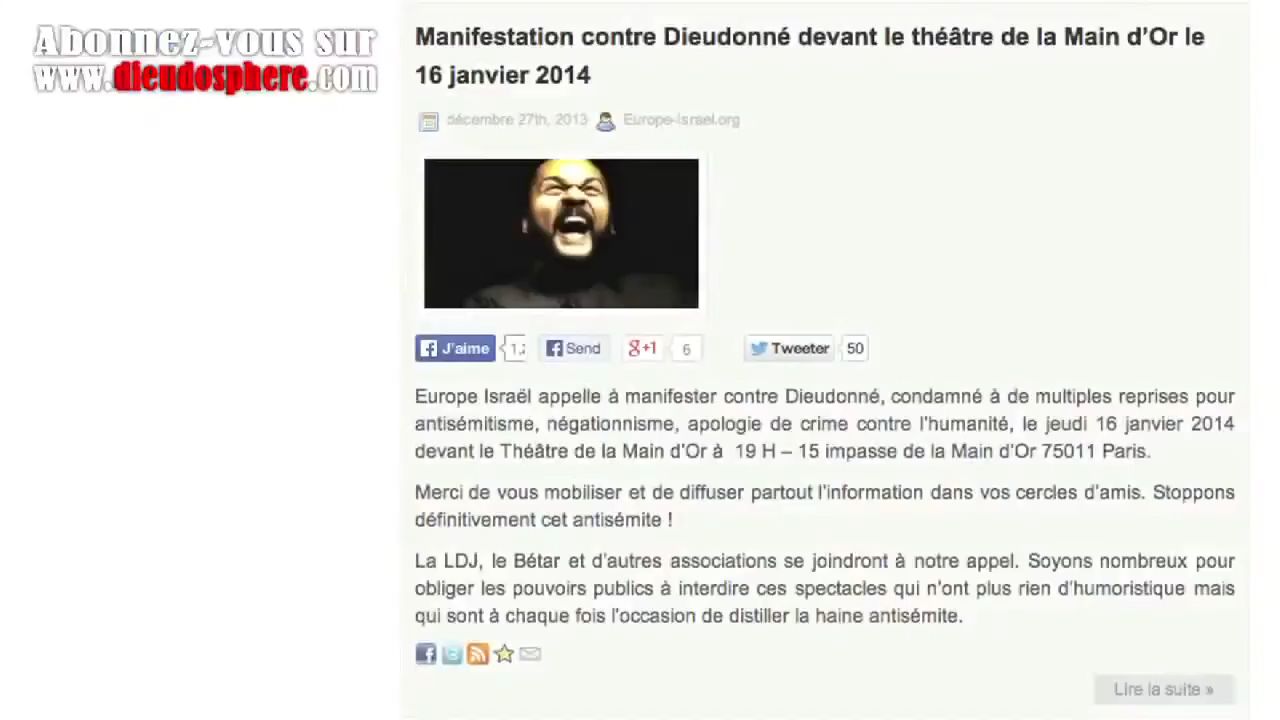 Abonnez-vous sur
www.dieudosphere.com
Manifestation contre Dieudonné devant le théâtre de la Main d'Or le
16 janvier 2014
décembre 27th, 2013 Europe-Israel.org
J'aime Send +1 6 Tweeter 50
Europe Israël appelle à manifester contre Dieudonné, condamné à de multiples reprises pour
antisémitisme, négationnisme, apologie de crime contre l'humanité, le jeudi 16 janvier 2014
devant le Théâtre de la Main d'Or à 19 H – 15 impasse de la Main d'Or 75011 Paris.
Merci de vous mobiliser et de diffuser partout l'information dans vos cercles d'amis. Stoppons
définitivement cet antisémite !
La LDJ, le Bétar et d'autres associations se joindront à notre appel. Soyons nombreux pour
obliger les pouvoirs publics à interdire ces spectacles qui n'ont plus rien d'humoristique mais
qui sont à chaque fois l'occasion de distiller la haine antisémite.
Lire la suite »